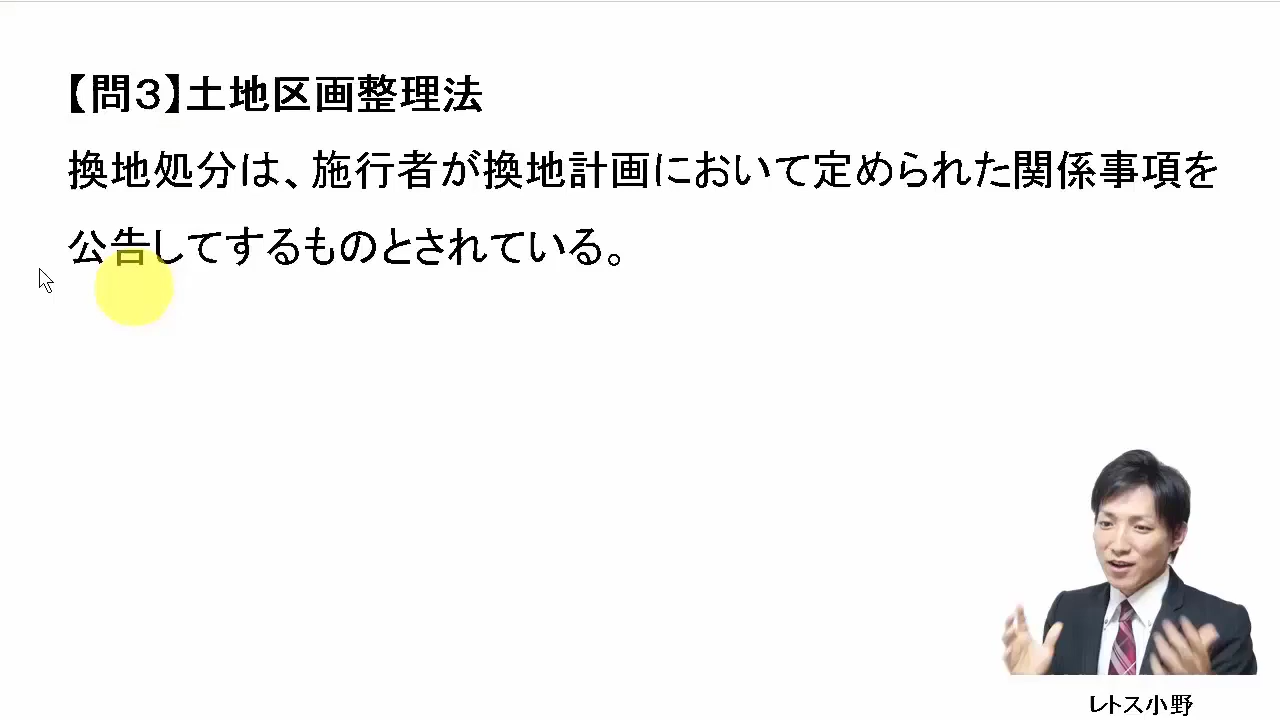 【問３】土地区画整理法
換地処分は、施行者が換地計画において定められた関係事項を
公告してするものとされている。
レトス小野